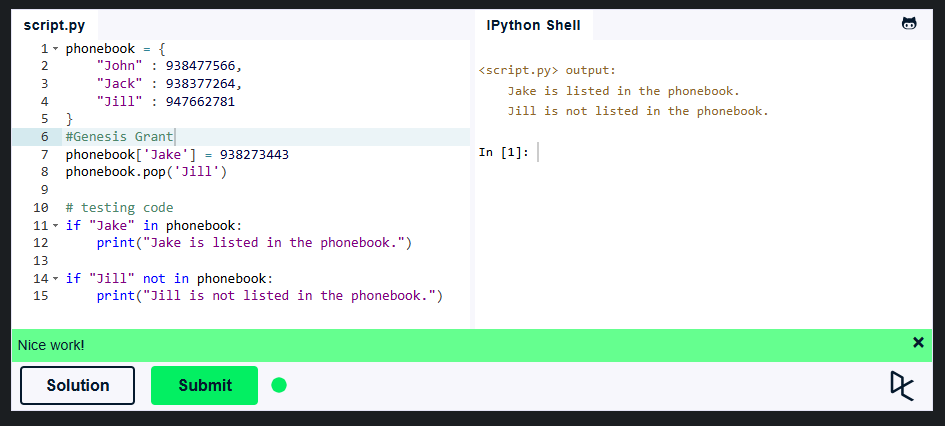 script.py
1 phonebook = {
2     "John" : 938477566,
3     "Jack" : 938377264,
4     "Jill" : 947662781
5 }
6 #Genesis Grant
7 phonebook['Jake'] = 938273443
8 phonebook.pop('Jill')
9
10 # testing code
11 if "Jake" in phonebook:
12     print("Jake is listed in the phonebook.")
13
14 if "Jill" not in phonebook:
15     print("Jill is not listed in the phonebook.")
IPython Shell
<script.py> output:
    Jake is listed in the phonebook.
    Jill is not listed in the phonebook.
In [1]:
Nice work!
Solution
Submit